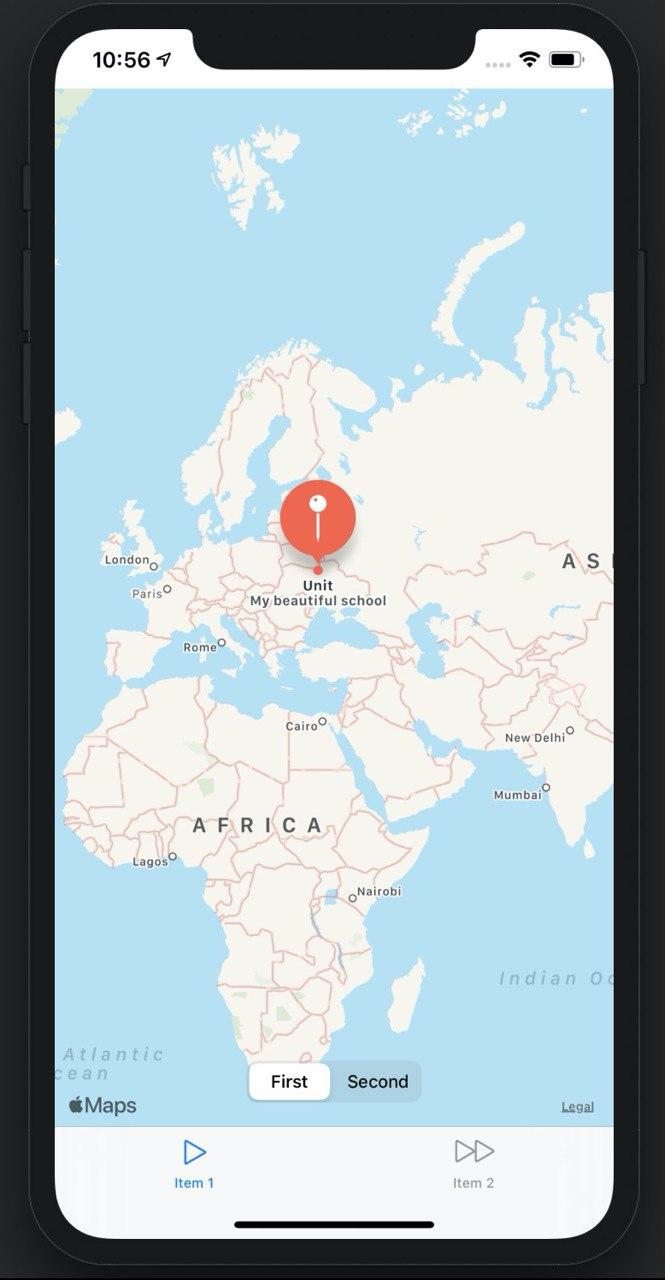 10:56
London
Paris
Unit
My beautiful school
Rome
ASI
Cairo
New Delhi
Mumbai
AFRICA
Lagos
Nairobi
Indian Oc
Atlantic
cean
First
Second
Maps
Legal
Item 1
Item 2